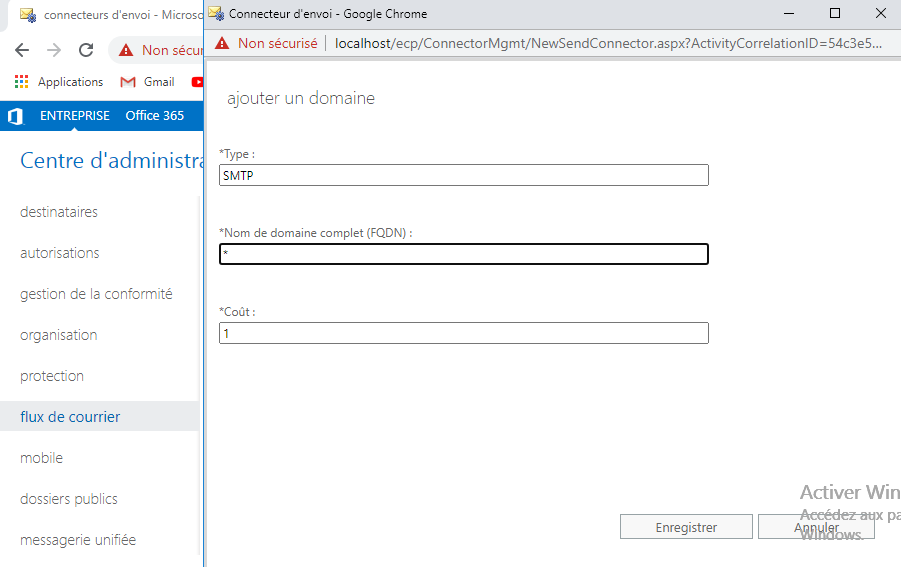 connecteurs d'envoi - Microso
Connecteur d'envoi - Google Chrome
Non sécur
Non sécurisé
localhost/ecp/ConnectorMgmt/NewSendConnector.aspx?ActivityCorrelationID=54c3e5...
Applications
Gmail
ENTREPRISE
Office 365
Centre d'administra
destinataires
autorisations
gestion de la conformité
organisation
protection
flux de courrier
mobile
dossiers publics
messagerie unifiée
ajouter un domaine
*Type :
SMTP
*Nom de domaine complet (FQDN) :
*
*Coût :
1
Enregistrer
Annuler
Activer Win
Accédez aux pa
Windows.